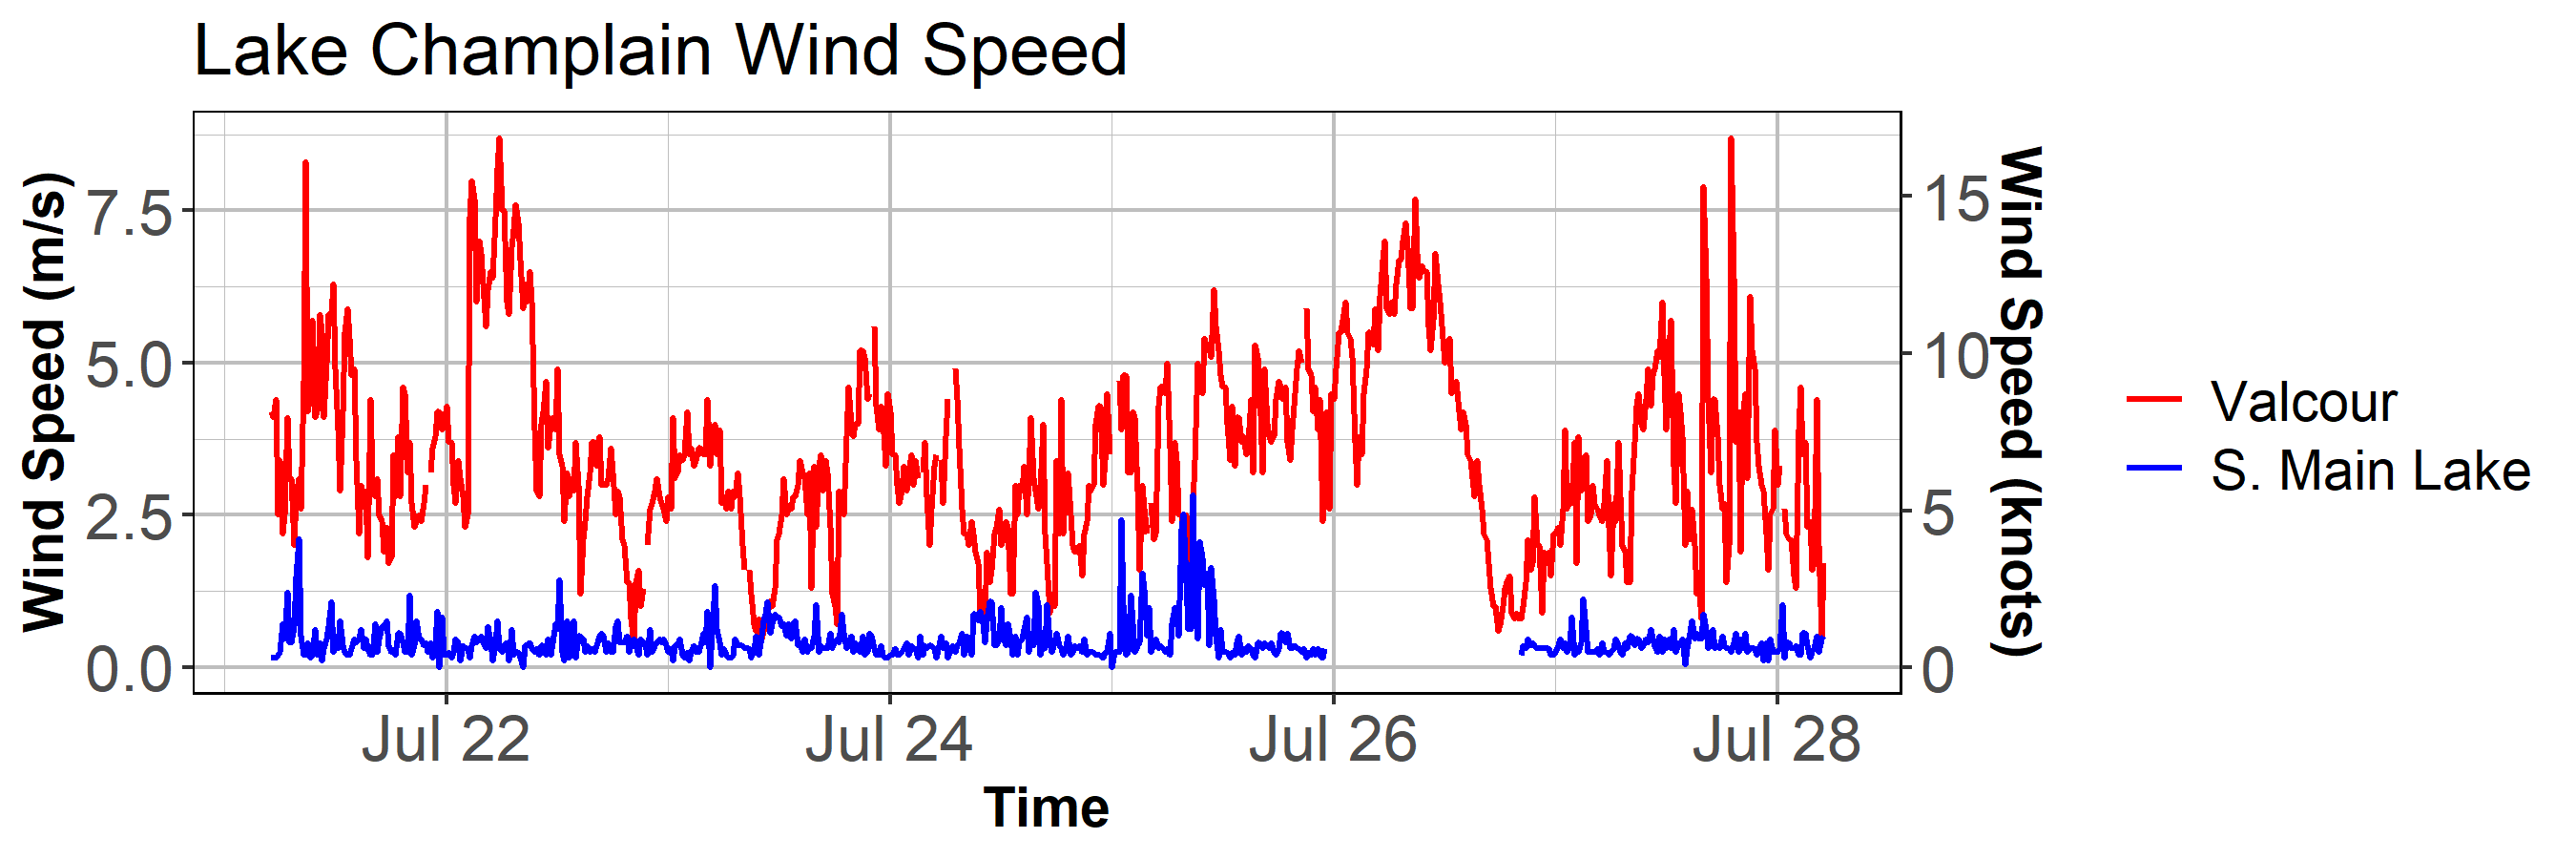 Lake Champlain Wind Speed
Wind Speed (m/s)
7.5
5.0
2.5
0.0
15
10
5
0
Wind Speed (knots)
Jul 22
Jul 24
Jul 26
Jul 28
Time
Valcour
S. Main Lake